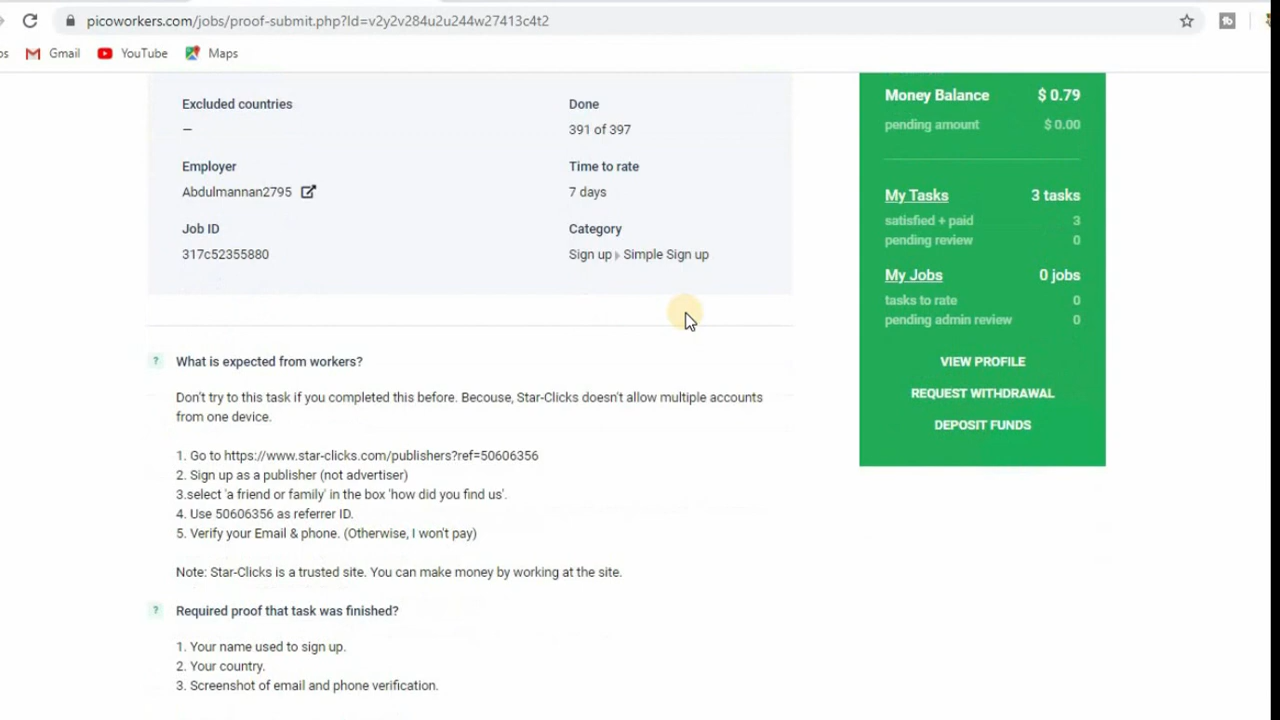 picoworkers.com/jobs/proof-submit.php?Id=v2y2v284u2u244w27413c4t2
Gmail YouTube Maps
Excluded countries
–
Employer
Abdulmannan2795
Job ID
317c52355880
Done
391 of 397
Time to rate
7 days
Category
Sign up Simple Sign up
? What is expected from workers?
Don't try to this task if you completed this before. Becouse, Star-Clicks doesn't allow multiple accounts
from one device.
1. Go to https://www.star-clicks.com/publishers?ref=50606356
2. Sign up as a publisher (not advertiser)
3.select 'a friend or family' in the box 'how did you find us'.
4. Use 50606356 as referrer ID.
5. Verify your Email & phone. (Otherwise, I won't pay)
Note: Star-Clicks is a trusted site. You can make money by working at the site.
? Required proof that task was finished?
1. Your name used to sign up.
2. Your country.
3. Screenshot of email and phone verification.
Money Balance $ 0.79
pending amount $ 0.00
My Tasks 3 tasks
satisfied + paid 3
pending review 0
My Jobs 0 jobs
tasks to rate 0
pending admin review 0
VIEW PROFILE
REQUEST WITHDRAWAL
DEPOSIT FUNDS